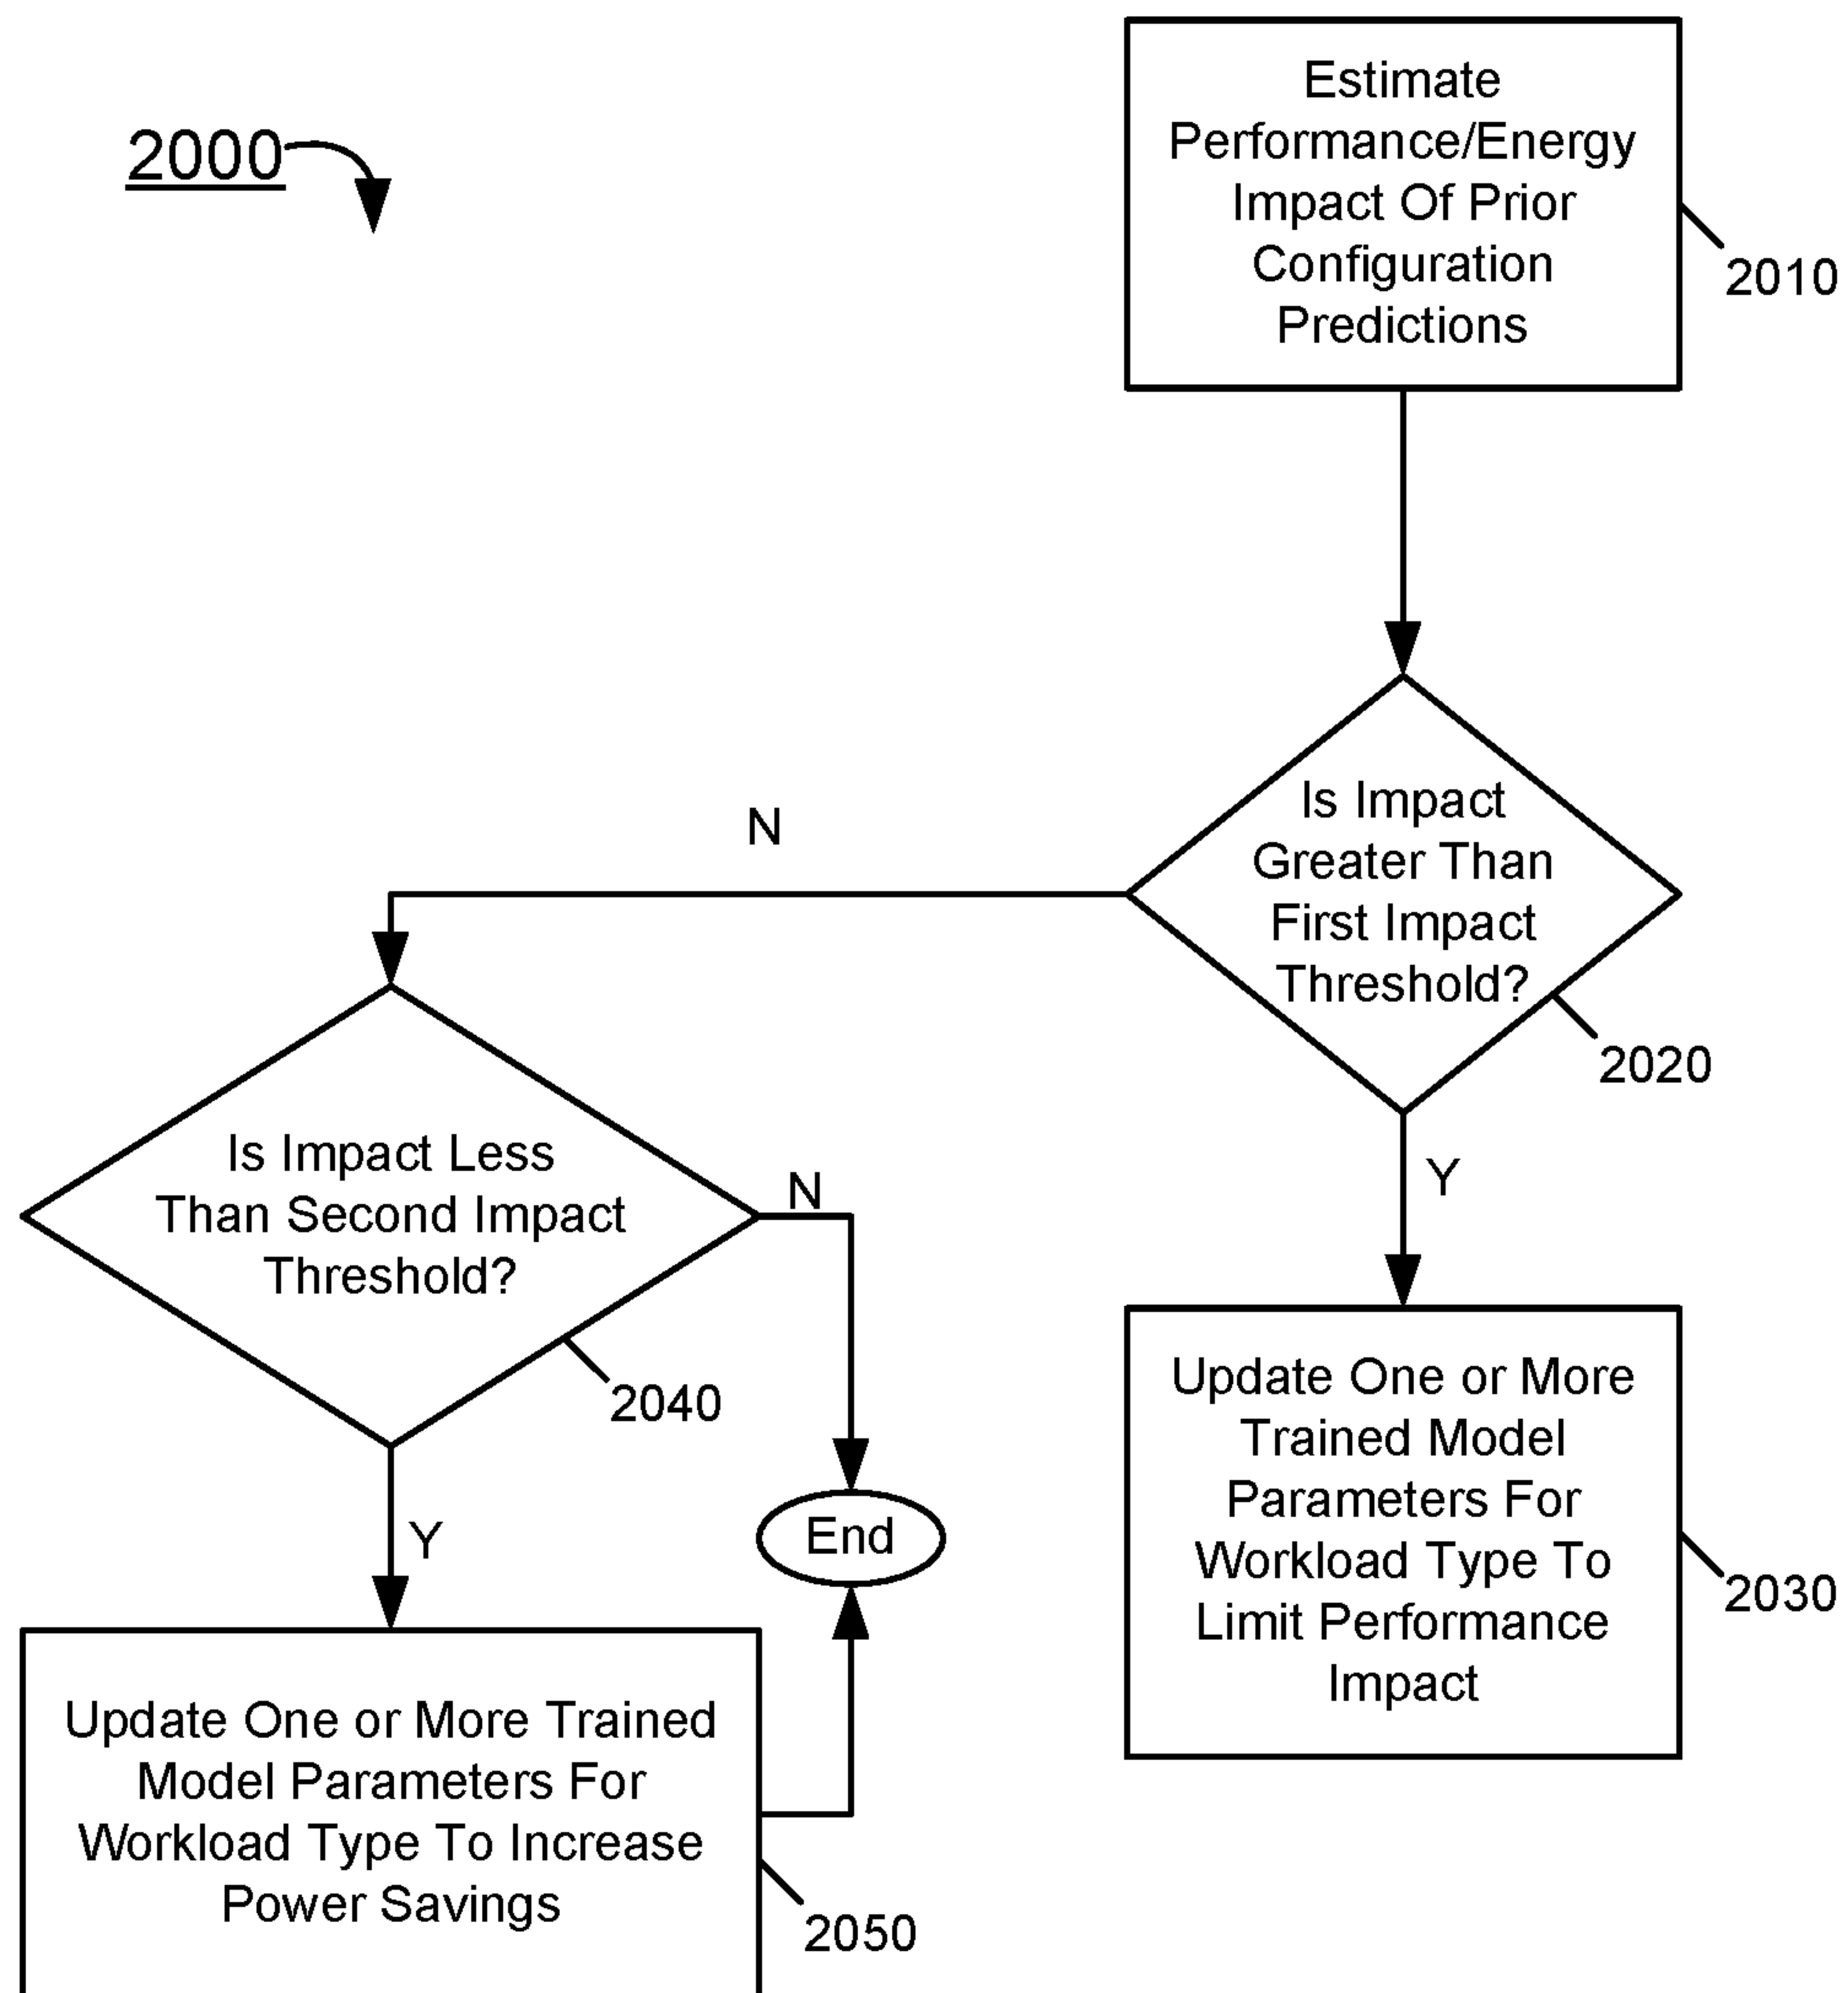 2000
Estimate
Performance/Energy
Impact Of Prior
Configuration
Predictions
2010
Is Impact
Greater Than
First Impact
Threshold?
2020
N
Y
Is Impact Less
Than Second Impact
Threshold?
2040
N
Y
End
Update One or More
Trained Model
Parameters For
Workload Type To
Limit Performance
Impact
2030
Update One or More Trained
Model Parameters For
Workload Type To Increase
Power Savings
2050